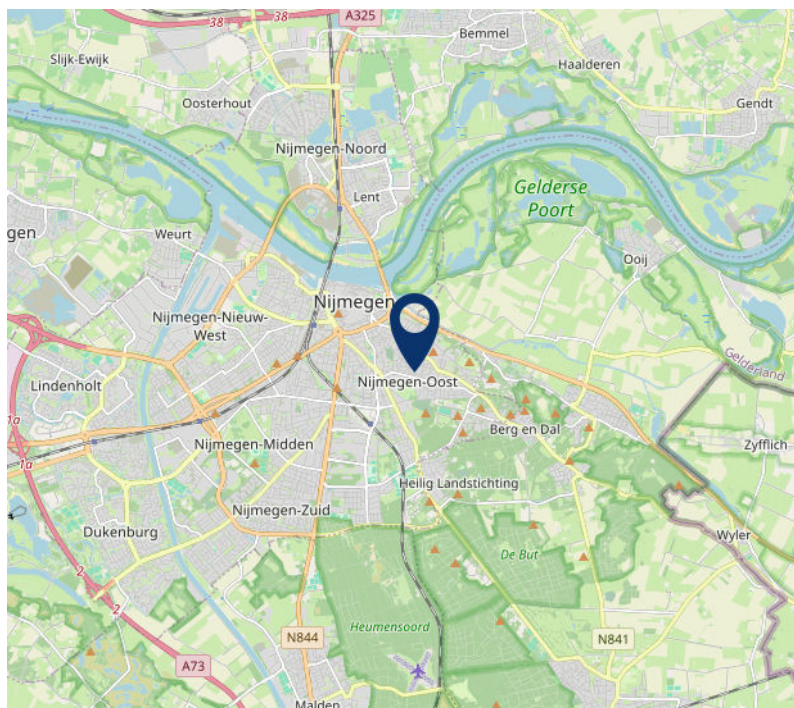 38
A325
38
Bemmel
Slijk-Ewijk
Haalderen
Oosterhout
Gendt
Nijmegen-Noord
Gelderse
Poort
Lent
gen
Weurt
Ooij
Nijmegen
Nijmegen-Nieuw-
West
Gelderland
Lindenholt
Nijmegen-Oost
1a
Berg en Dal
Nijmegen-Midden
Zyfflich
1a
Heilig Landstichting
Nijmegen-Zuid
Dukenburg
De But
Wyler
2
2
Heumensoord
N844
N841
A73
Malden